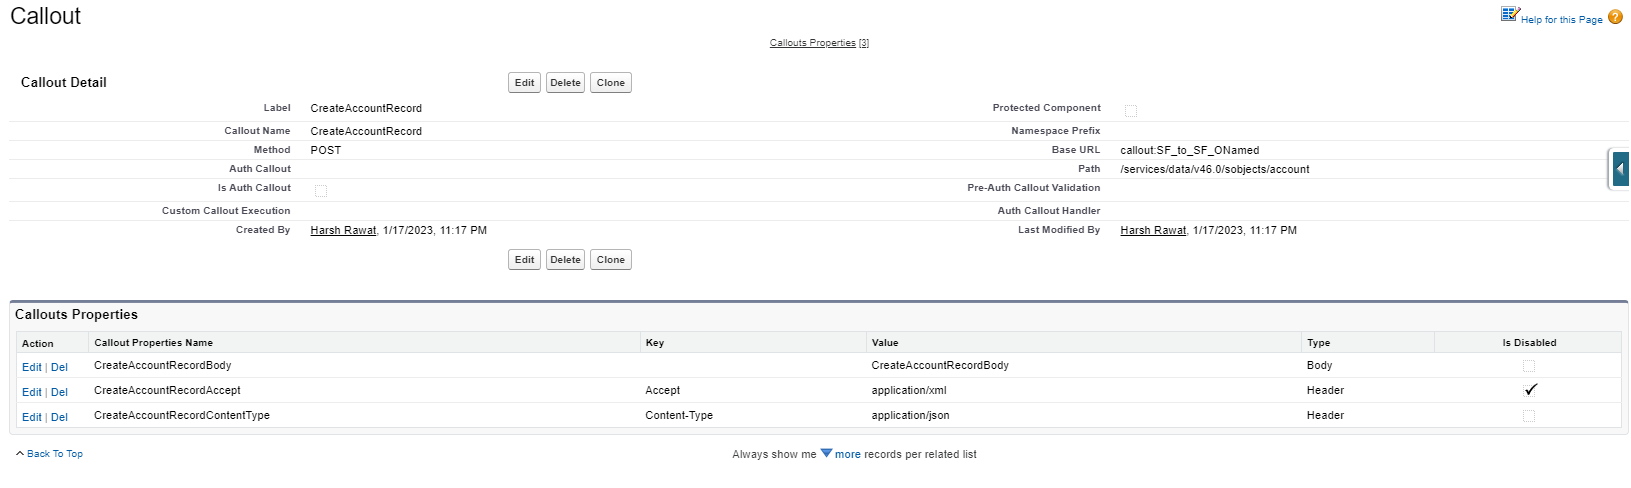 Callout
Help for this Page ?
Callouts Properties [3]
Callout Detail Edit Delete Clone
Label CreateAccountRecord Protected Component
Callout Name CreateAccountRecord Namespace Prefix
Method POST Base URL callout:SF_to_SF_ONamed
Auth Callout Path /services/data/v46.0/sobjects/account
Is Auth Callout Pre-Auth Callout Validation
Custom Callout Execution Auth Callout Handler
Created By Harsh Rawat, 1/17/2023, 11:17 PM Last Modified By Harsh Rawat, 1/17/2023, 11:17 PM
Edit Delete Clone
Callouts Properties
Action Callout Properties Name Key Value Type Is Disabled
Edit | Del CreateAccountRecordBody CreateAccountRecordBody Body
Edit | Del CreateAccountRecordAccept Accept application/xml Header
Edit | Del CreateAccountRecordContentType Content-Type application/json Header
Back To Top Always show me more records per related list